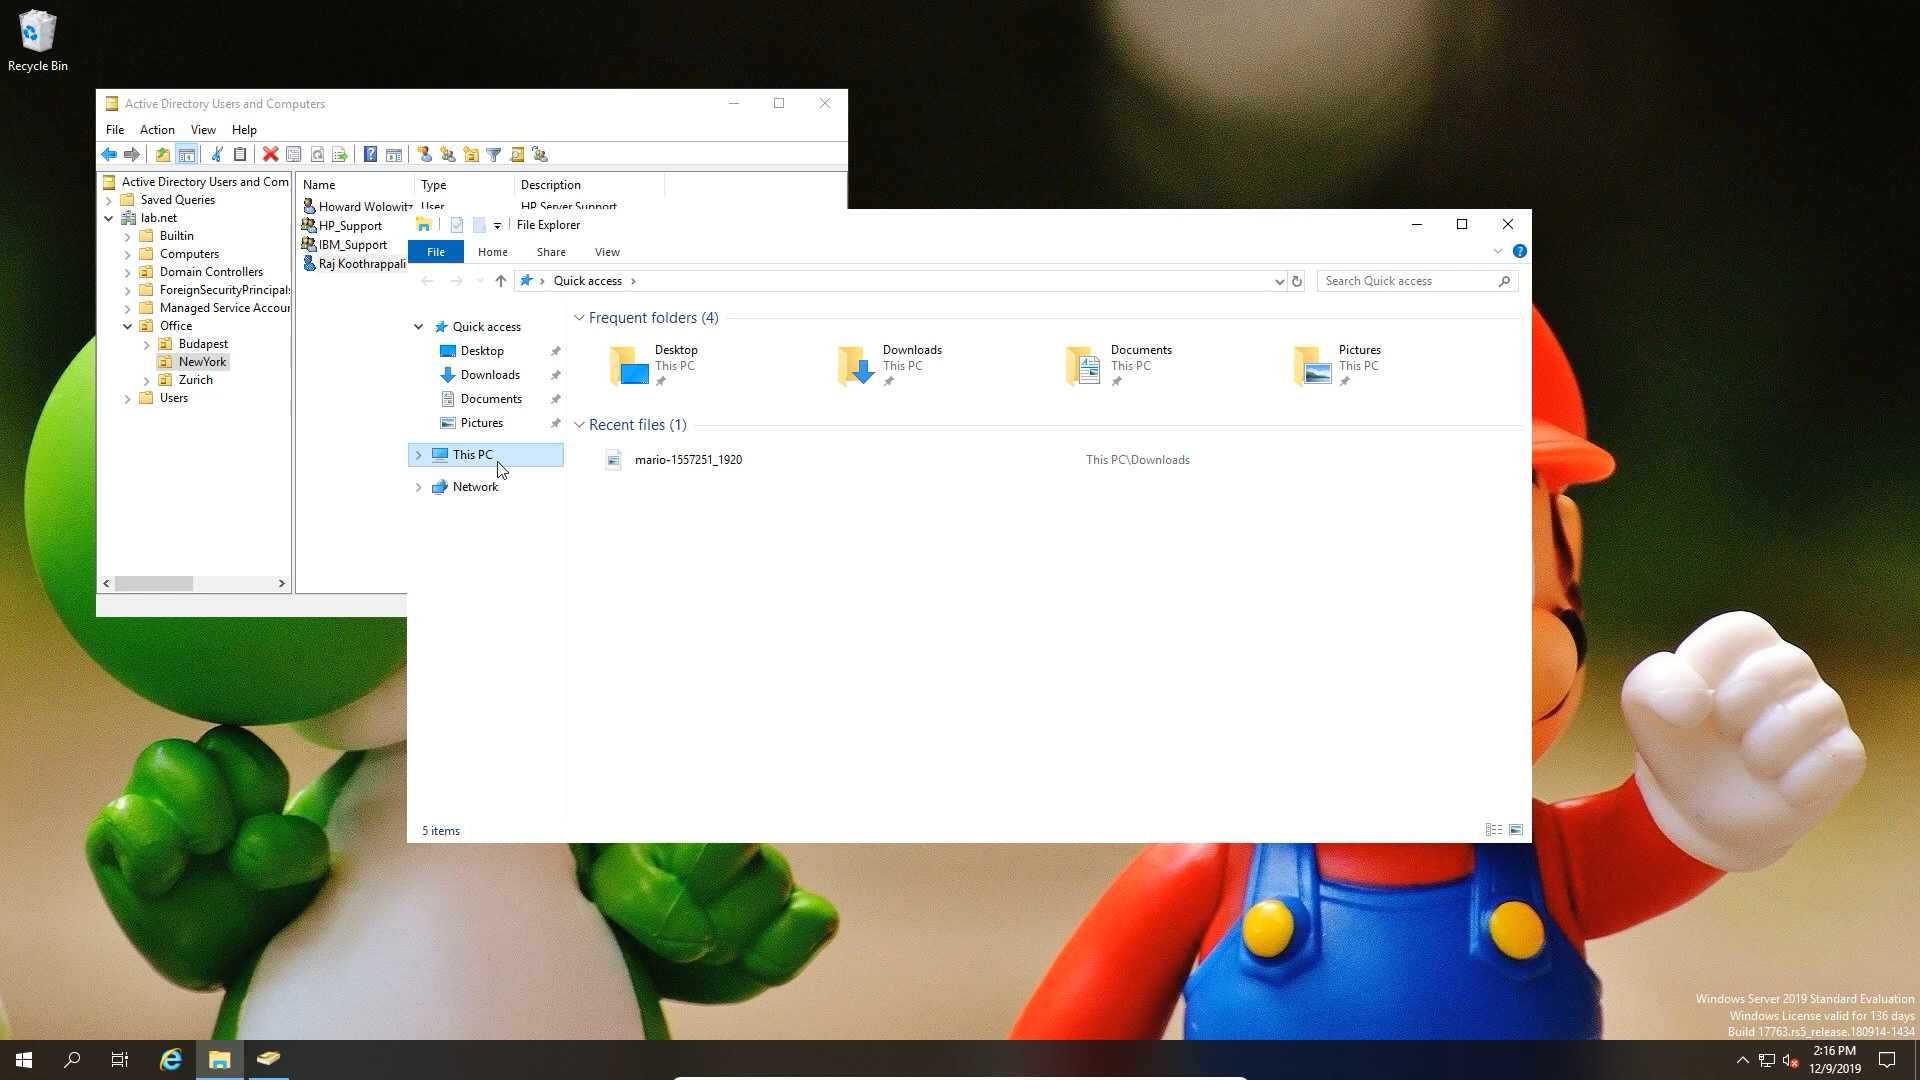 Recycle Bin
Active Directory Users and Computers
File Action View Help
Active Directory Users and Com
Saved Queries
lab.net
Builtin
Computers
Domain Controllers
ForeignSecurityPrincipals
Managed Service Accour
Office
Budapest
NewYork
Zurich
Users
Name Type Description
Howard Wolowitz User HP Server Support
HP_Support
IBM_Support
Raj Koothrappali
File Explorer
File Home Share View
Quick access
Search Quick access
Quick access
Desktop
Downloads
Documents
Pictures
This PC
Network
Frequent folders (4)
Desktop
This PC
Downloads
This PC
Documents
This PC
Pictures
This PC
Recent files (1)
mario-1557251_1920 This PC\Downloads
5 items
Windows Server 2019 Standard Evaluation
Windows License valid for 136 days
Build 17763.rs5_release.180914-1434
2:16 PM
12/9/2019